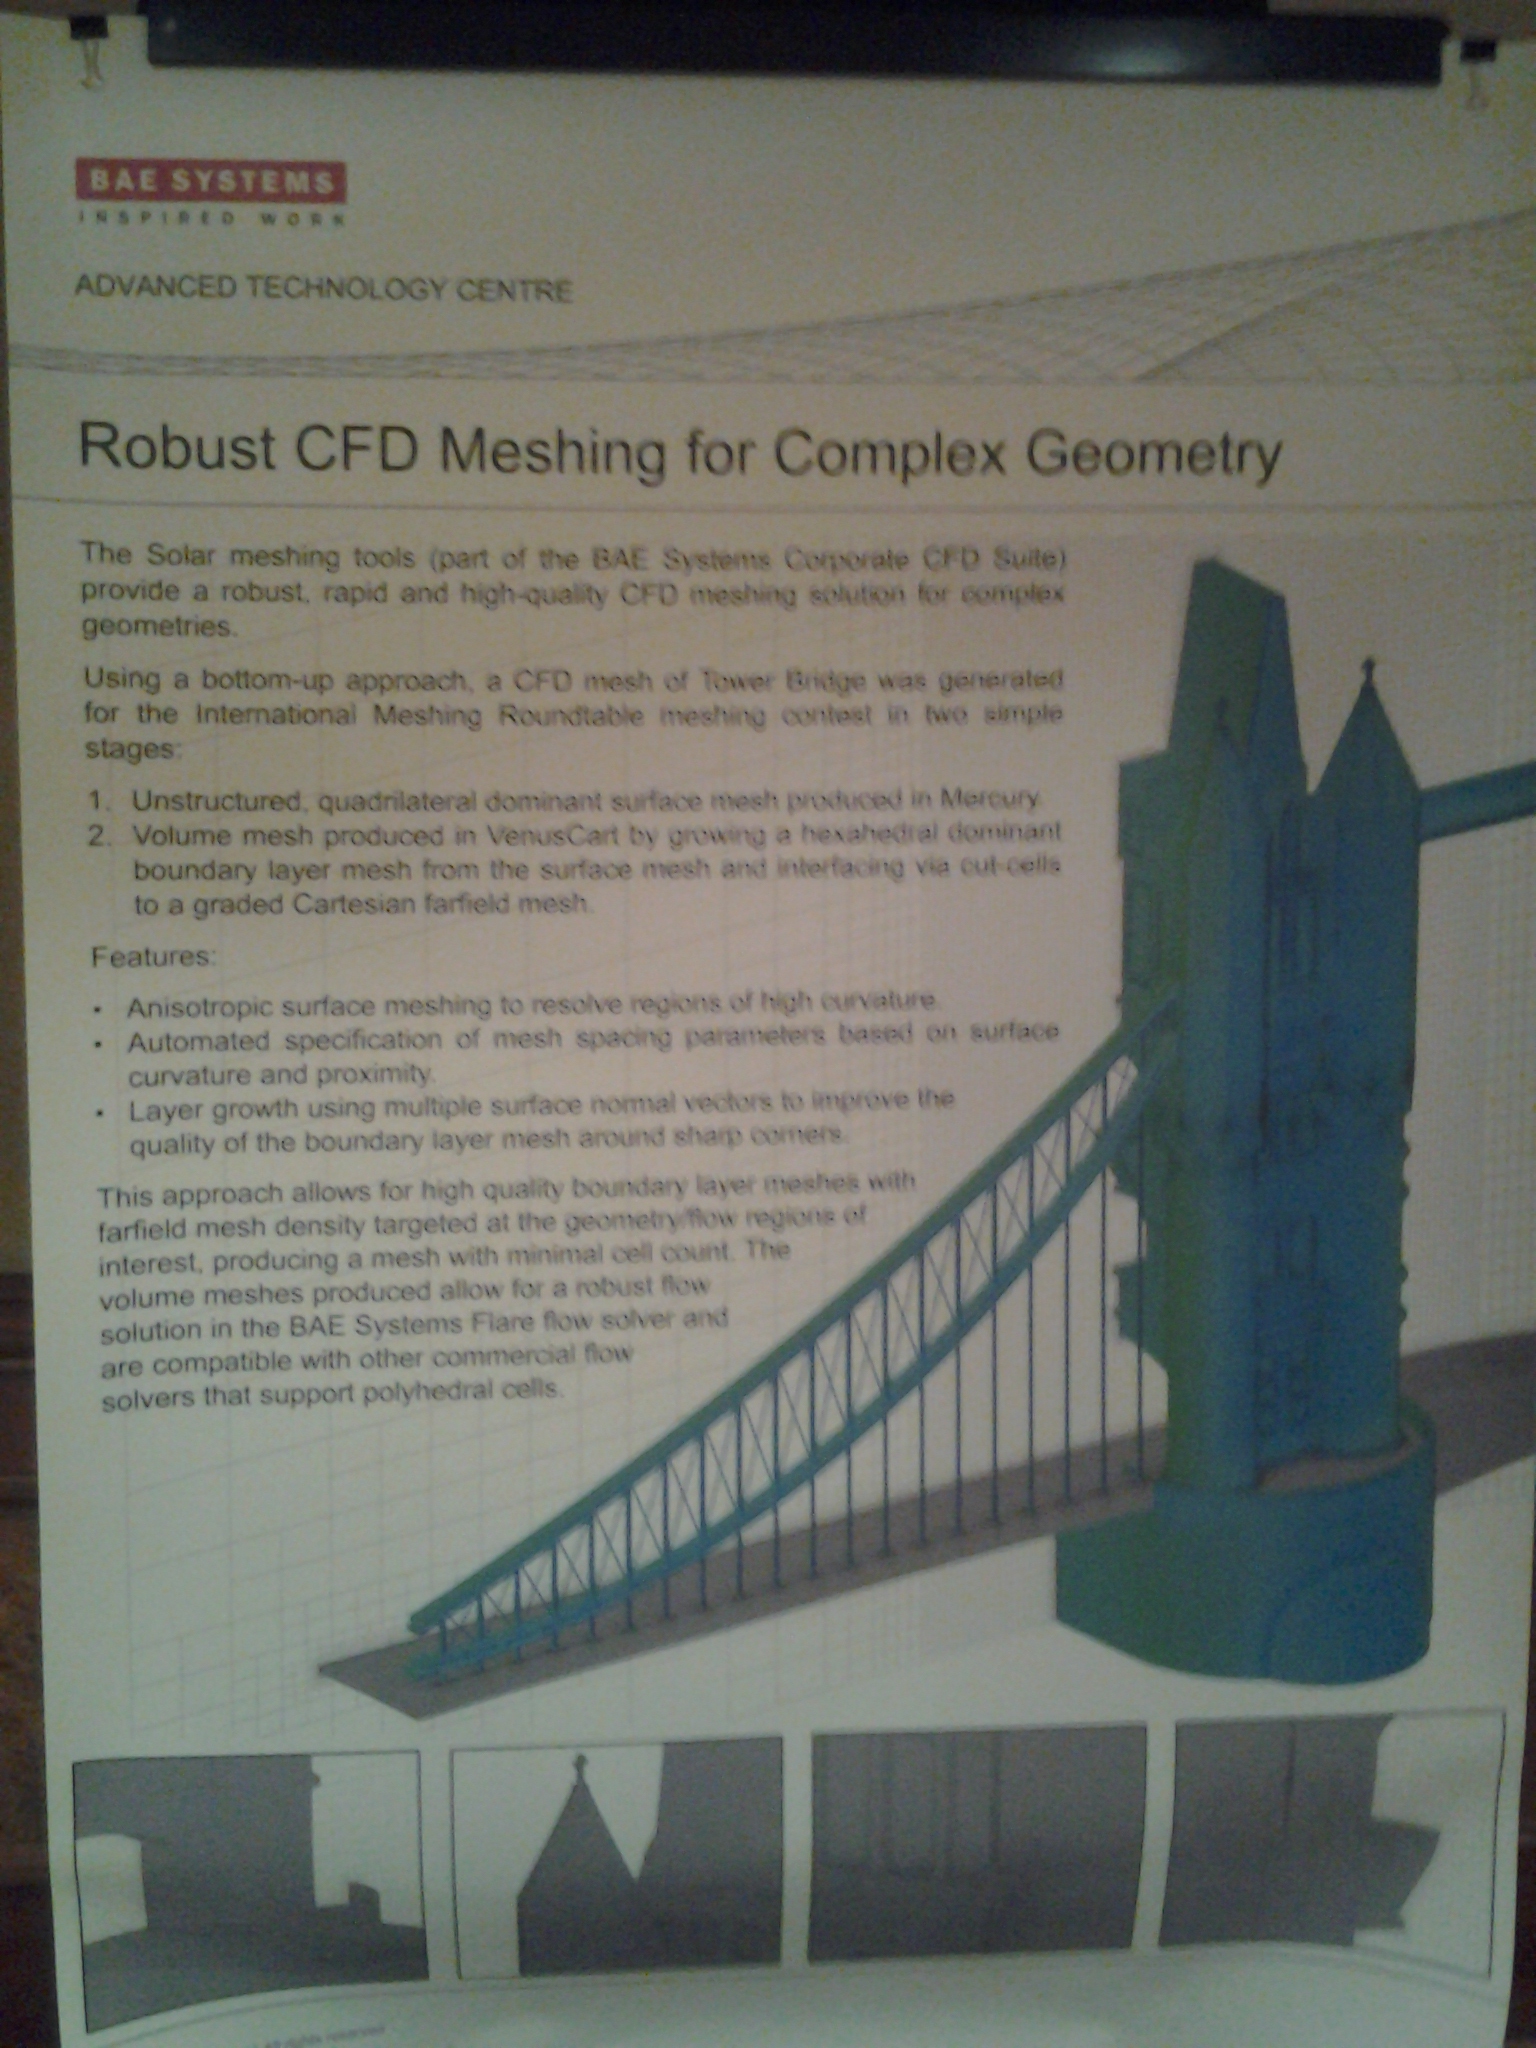 BAE SYSTEMS
INSPIRED WORK
ADVANCED TECHNOLOGY CENTRE
Robust CFD Meshing for Complex Geometry
The Solar meshing tools (part of the BAE Systems Corporate CFD Suite)
provide a robust, rapid and high-quality CFD meshing solution for complex
geometries.
Using a bottom-up approach, a CFD mesh of Tower Bridge was generated
for the International Meshing Roundtable meshing contest in two simple
stages:
1. Unstructured, quadrilateral dominant surface mesh produced in Mercury.
2. Volume mesh produced in VenusCart by growing a hexahedral dominant
boundary layer mesh from the surface mesh and interfacing via cut-cells
to a graded Cartesian farfield mesh.
Features:
• Anisotropic surface meshing to resolve regions of high curvature.
• Automated specification of mesh spacing parameters based on surface
curvature and proximity.
• Layer growth using multiple surface normal vectors to improve the
quality of the boundary layer mesh around sharp corners.
This approach allows for high quality boundary layer meshes with
farfield mesh density targeted at the geometry/flow regions of
interest, producing a mesh with minimal cell count. The
volume meshes produced allow for a robust flow
solution in the BAE Systems Flare flow solver and
are compatible with other commercial flow
solvers that support polyhedral cells.
All rights reserved